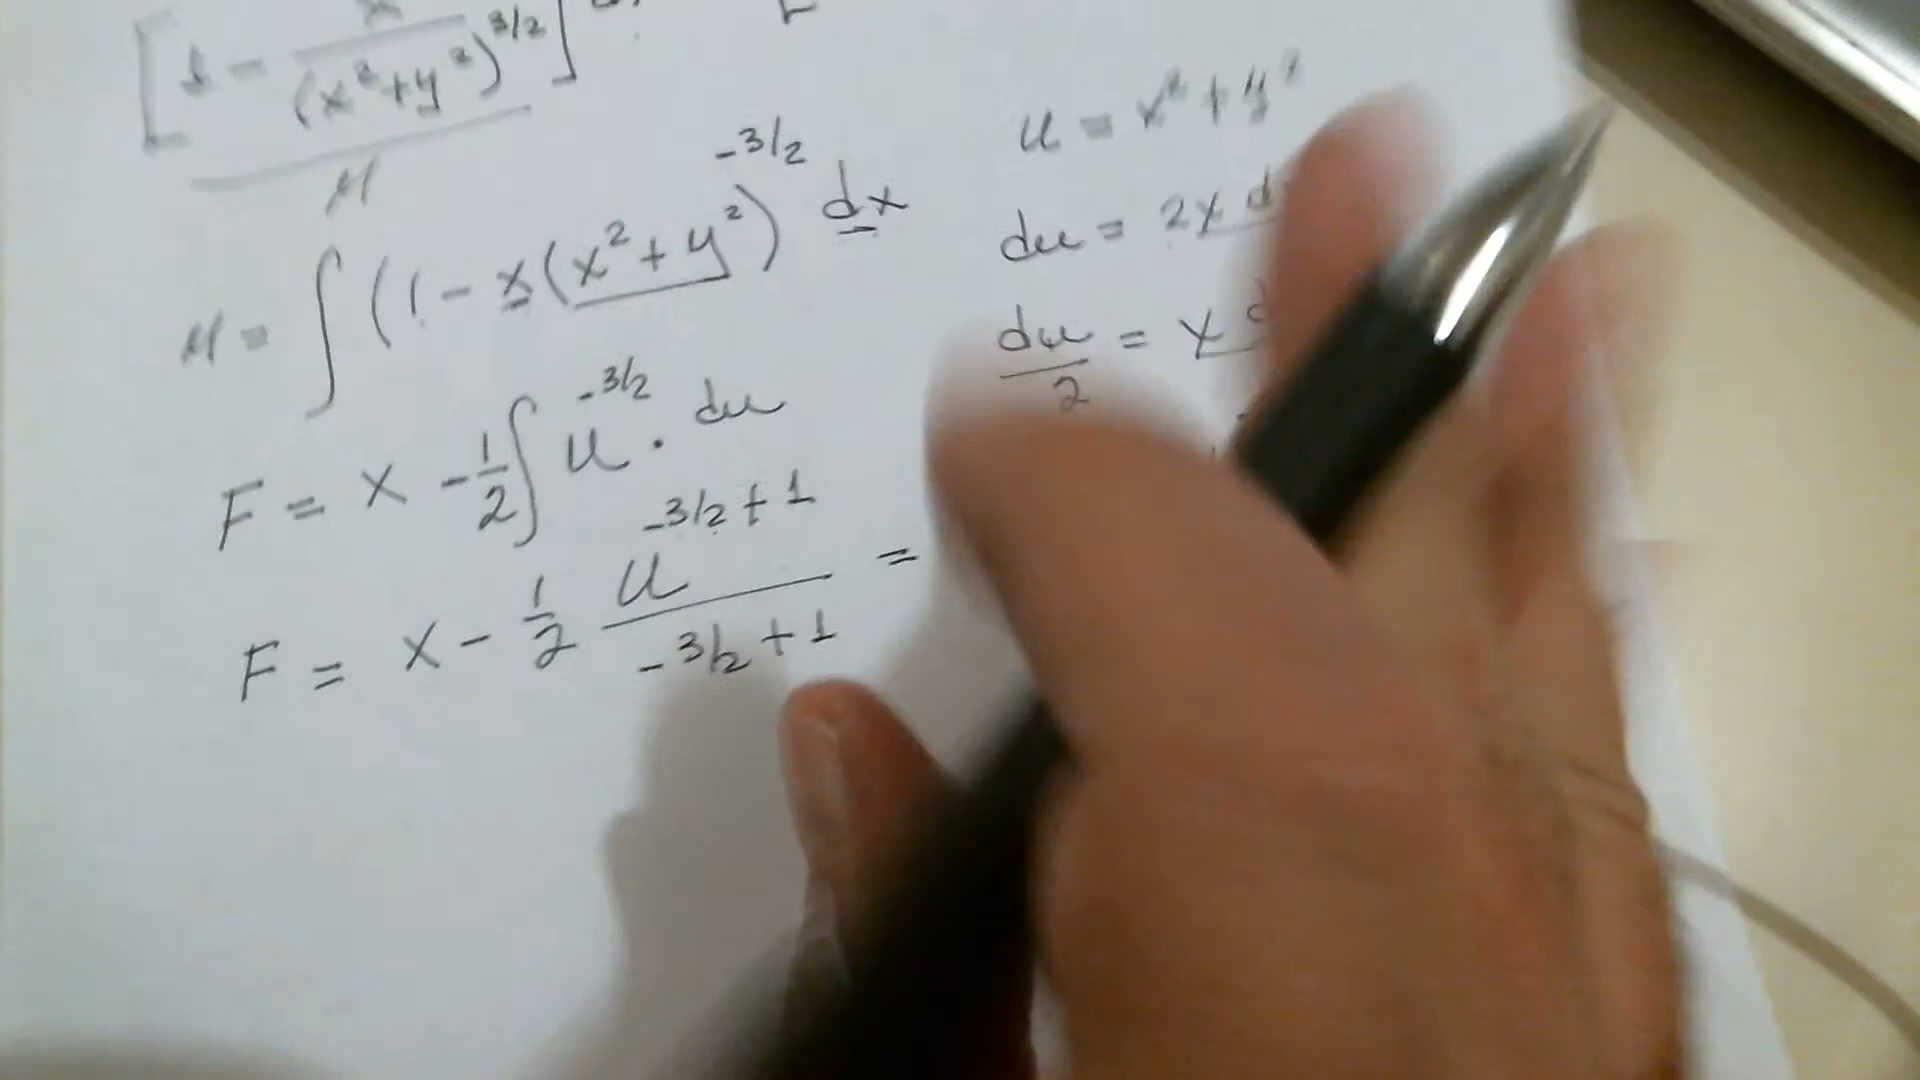 [1 - x/(x²+y²)^3/2]
M
M = ∫(1 - x(x²+y²)^-3/2 dx
F = x - 1/2 ∫ u^-3/2 · du
F = x - 1/2 u^(-3/2+1)/(-3/2+1) =
u = x² + y²
du = 2x d
du/2 = x d